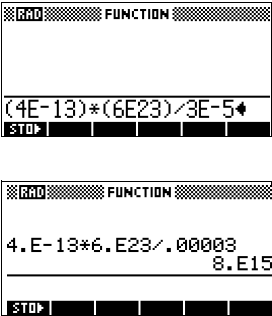 RAD FUNCTION
(4E-13)*(6E23)/3E-5
STO▶
RAD FUNCTION
4.E-13*6.E23/.00003
8.E15
STO▶